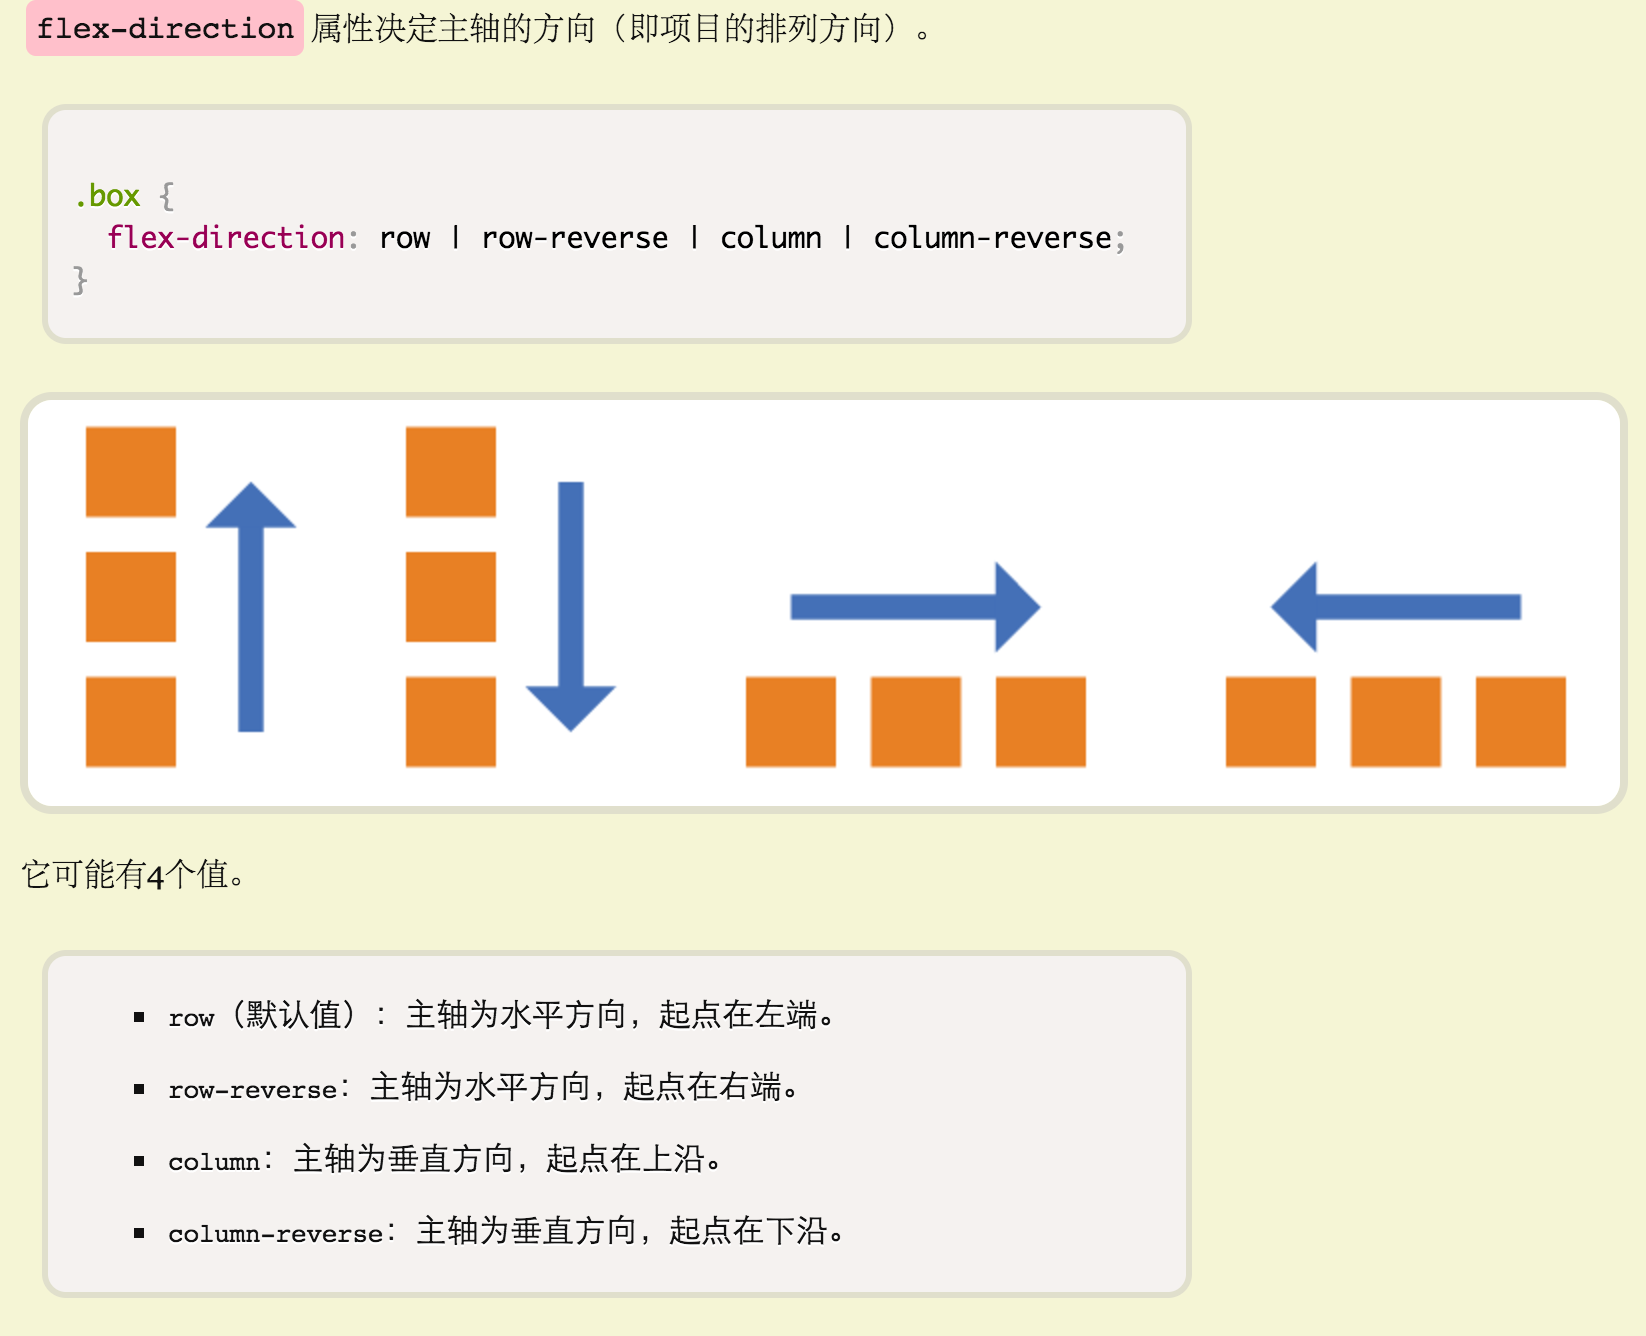 flex-direction 属性决定主轴的方向（即项目的排列方向）。
.box {
  flex-direction: row | row-reverse | column | column-reverse;
}
它可能有4个值。
row（默认值）：主轴为水平方向，起点在左端。
row-reverse：主轴为水平方向，起点在右端。
column：主轴为垂直方向，起点在上沿。
column-reverse：主轴为垂直方向，起点在下沿。